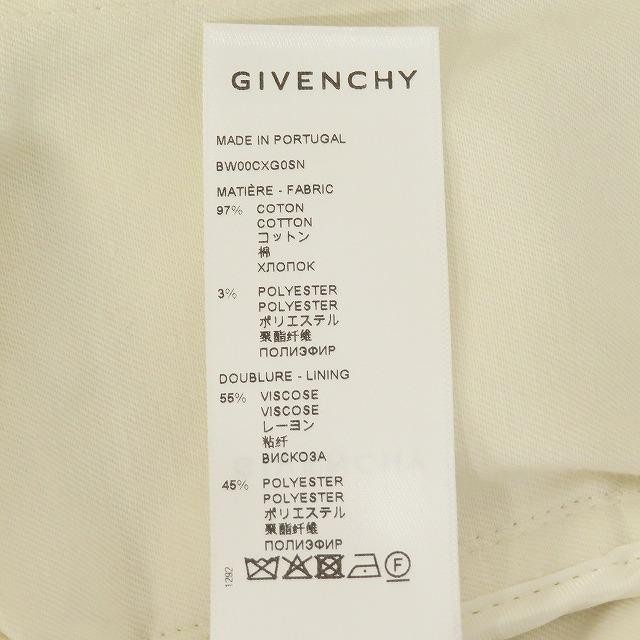 GIVENCHY
MADE IN PORTUGAL
BW00CXG0SN
MATIÈRE - FABRIC
97% COTON
COTTON
コットン
棉
ХЛОПОК
3% POLYESTER
POLYESTER
ポリエステル
聚酯纤维
ПОЛИЭФИР
DOUBLURE - LINING
55% VISCOSE
VISCOSE
レーヨン
粘纤
ВИСКОЗА
45% POLYESTER
POLYESTER
ポリエステル
聚酯纤维
ПОЛИЭФИР
1292
F